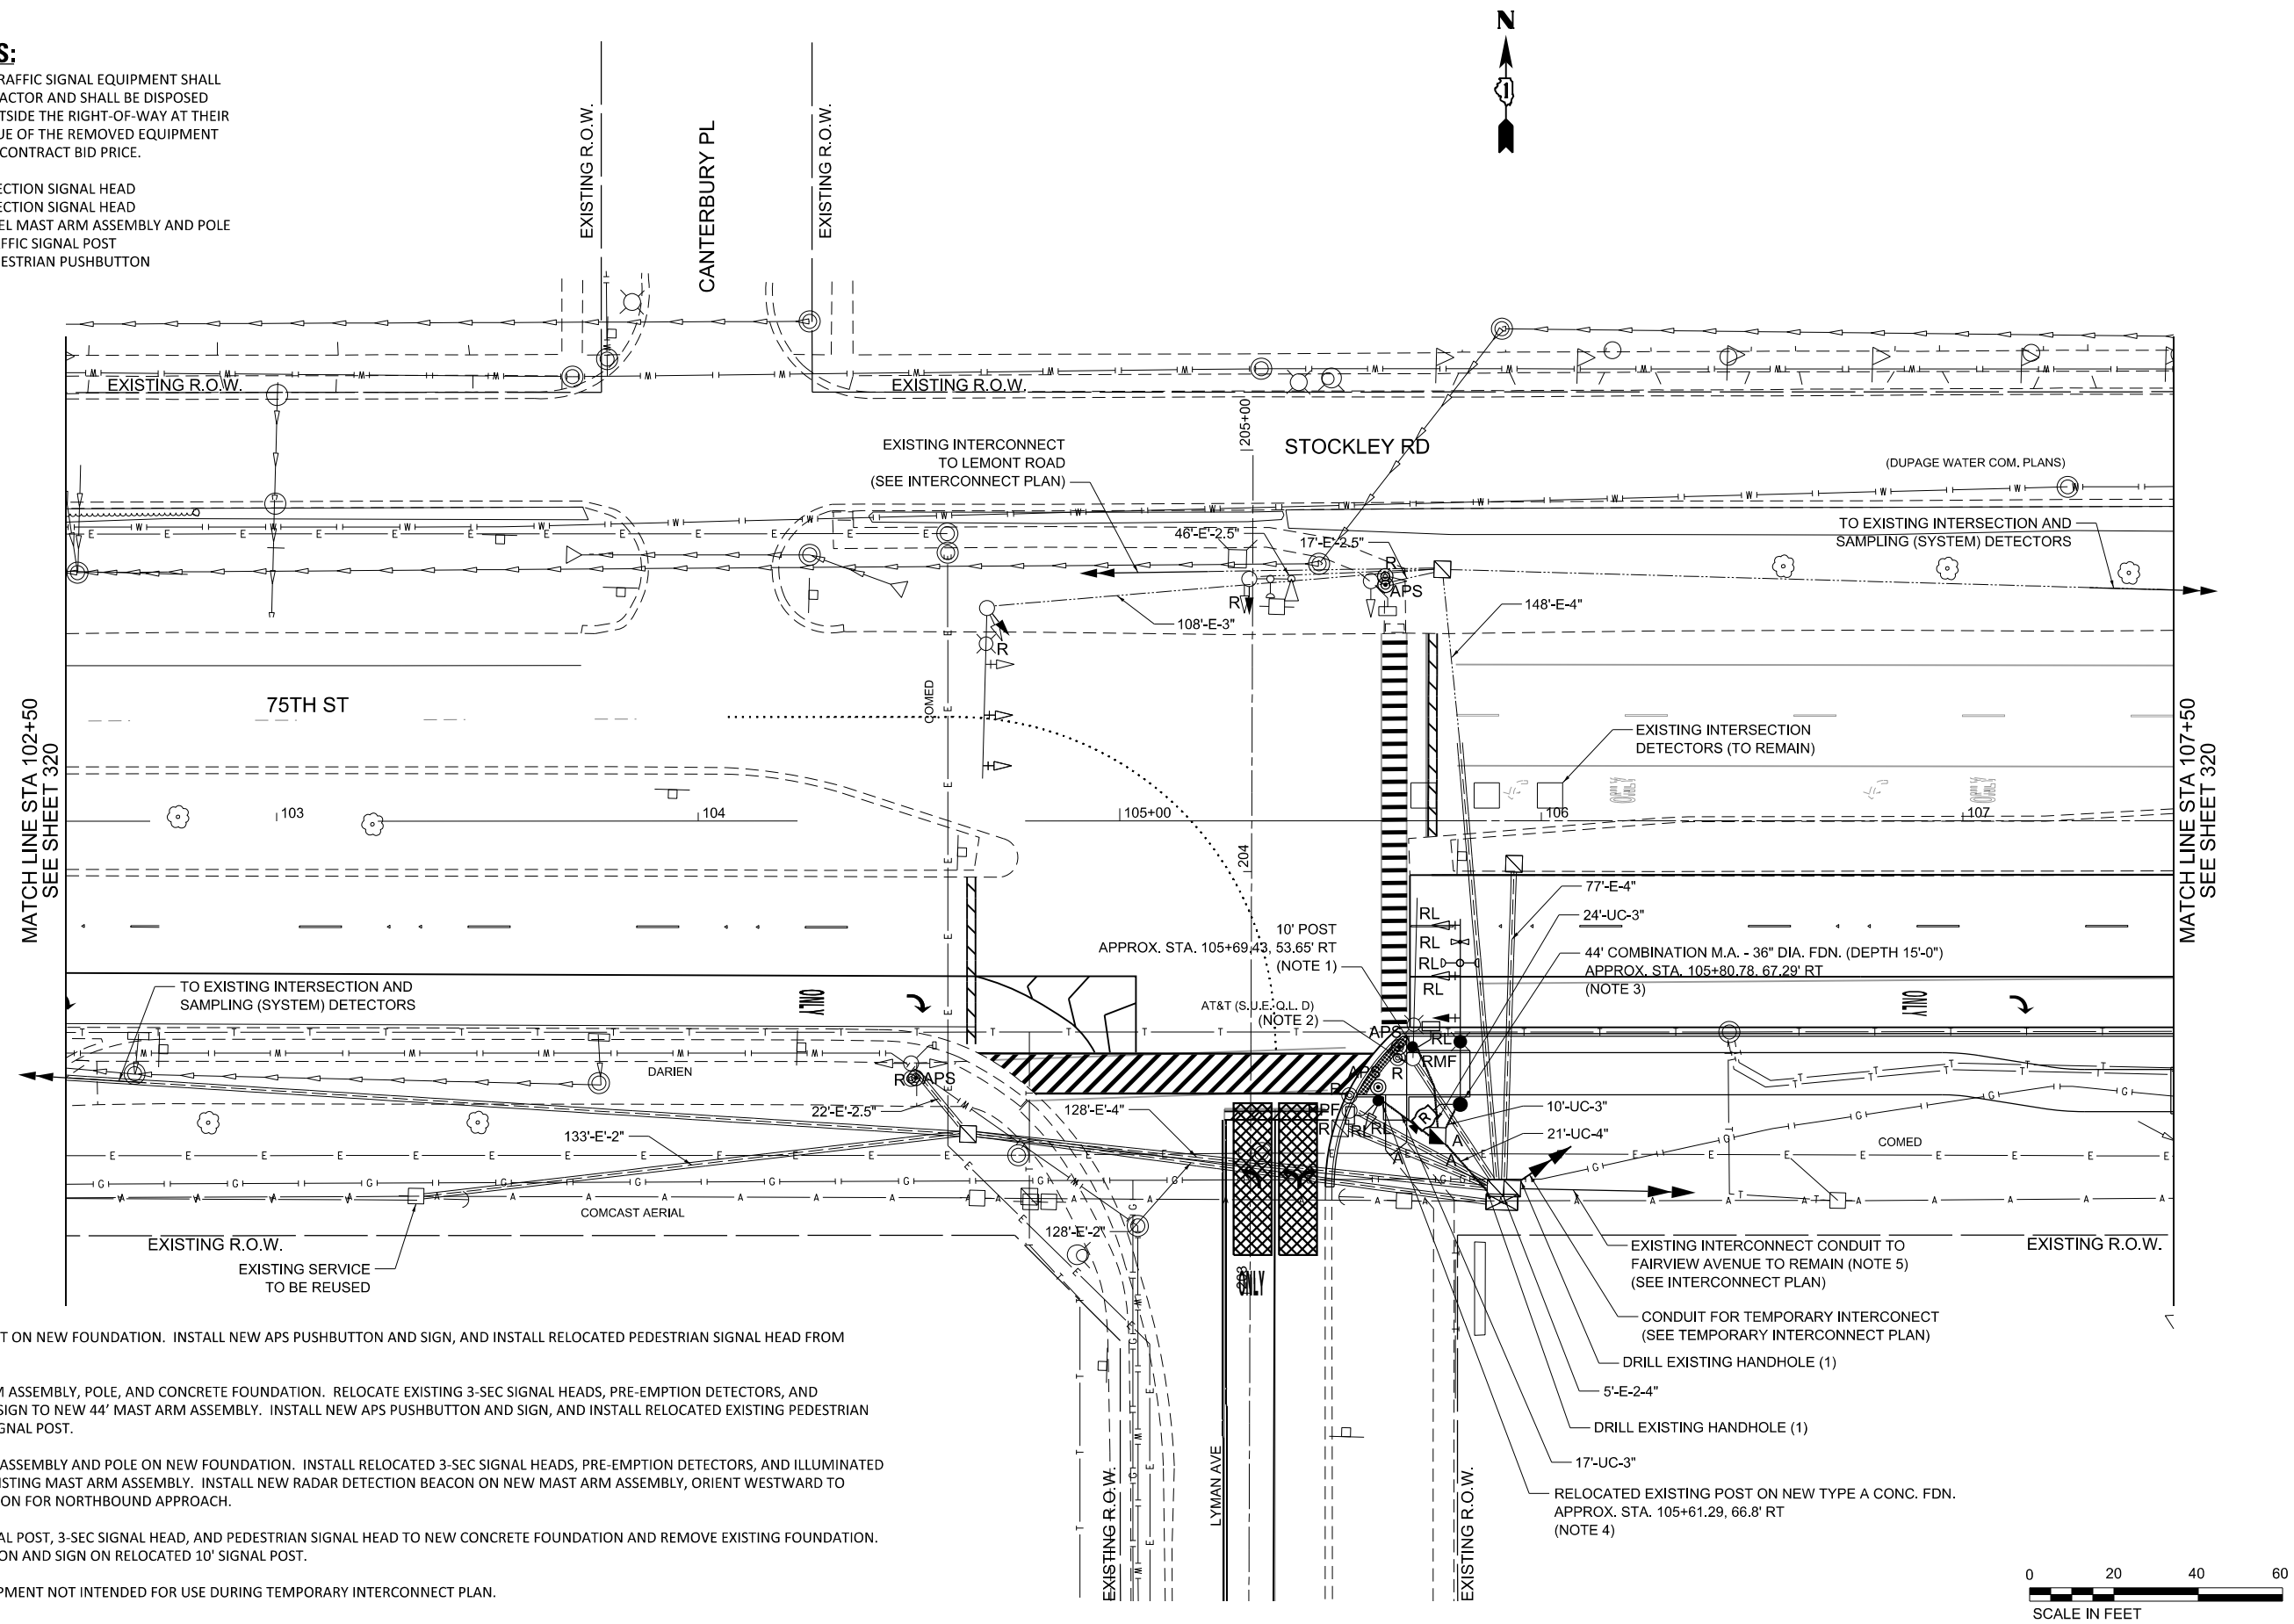 S:
RAFFIC SIGNAL EQUIPMENT SHALL
ACTOR AND SHALL BE DISPOSED
TSIDE THE RIGHT-OF-WAY AT THEIR
UE OF THE REMOVED EQUIPMENT
CONTRACT BID PRICE.
ECTION SIGNAL HEAD
ECTION SIGNAL HEAD
EL MAST ARM ASSEMBLY AND POLE
FFIC SIGNAL POST
ESTRIAN PUSHBUTTON
N
1
EXISTING R.O.W.
CANTERBURY PL
EXISTING R.O.W.
EXISTING R.O.W.
EXISTING R.O.W.
205+00
STOCKLEY RD
EXISTING INTERCONNECT
TO LEMONT ROAD
(SEE INTERCONNECT PLAN)
(DUPAGE WATER COM. PLANS)
TO EXISTING INTERSECTION AND
SAMPLING (SYSTEM) DETECTORS
46'-E'-2.5"
17'-E'-2.5"
R
APS
R
108'-E-3"
148'-E-4"
R
COMED
75TH ST
MATCH LINE STA 102+50
SEE SHEET 320
MATCH LINE STA 107+50
SEE SHEET 320
EXISTING INTERSECTION
DETECTORS (TO REMAIN)
ONLY
ONLY
103
104
105+00
106
107
204
77'-E-4"
24'-UC-3"
44' COMBINATION M.A. - 36" DIA. FDN. (DEPTH 15'-0")
APPROX. STA. 105+80.78, 67.29' RT
(NOTE 3)
10' POST
APPROX. STA. 105+69.43, 53.65' RT
(NOTE 1)
RL
RL
RL
RL
TO EXISTING INTERSECTION AND
SAMPLING (SYSTEM) DETECTORS
ONLY
ONLY
AT&T (S.U.E. Q.L. D)
(NOTE 2)
APS
RL
RMF
R
APS
R
DARIEN
R
APS
22'-E'-2.5"
128'-E'-4"
133'-E'-2"
R
RL
RL
R
A
A
A
10'-UC-3"
21'-UC-4"
COMED
COMCAST AERIAL
128'-E'-2"
EXISTING R.O.W.
EXISTING SERVICE
TO BE REUSED
ONLY
EXISTING R.O.W.
EXISTING INTERCONNECT CONDUIT TO
FAIRVIEW AVENUE TO REMAIN (NOTE 5)
(SEE INTERCONNECT PLAN)
CONDUIT FOR TEMPORARY INTERCONECT
(SEE TEMPORARY INTERCONNECT PLAN)
DRILL EXISTING HANDHOLE (1)
5'-E-2-4"
DRILL EXISTING HANDHOLE (1)
17'-UC-3"
RELOCATED EXISTING POST ON NEW TYPE A CONC. FDN.
APPROX. STA. 105+61.29, 66.8' RT
(NOTE 4)
EXISTING R.O.W.
LYMAN AVE
EXISTING R.O.W.
T ON NEW FOUNDATION. INSTALL NEW APS PUSHBUTTON AND SIGN, AND INSTALL RELOCATED PEDESTRIAN SIGNAL HEAD FROM
M ASSEMBLY, POLE, AND CONCRETE FOUNDATION. RELOCATE EXISTING 3-SEC SIGNAL HEADS, PRE-EMPTION DETECTORS, AND
SIGN TO NEW 44' MAST ARM ASSEMBLY. INSTALL NEW APS PUSHBUTTON AND SIGN, AND INSTALL RELOCATED EXISTING PEDESTRIAN
GNAL POST.
ASSEMBLY AND POLE ON NEW FOUNDATION. INSTALL RELOCATED 3-SEC SIGNAL HEADS, PRE-EMPTION DETECTORS, AND ILLUMINATED
ISTING MAST ARM ASSEMBLY. INSTALL NEW RADAR DETECTION BEACON ON NEW MAST ARM ASSEMBLY, ORIENT WESTWARD TO
ON FOR NORTHBOUND APPROACH.
AL POST, 3-SEC SIGNAL HEAD, AND PEDESTRIAN SIGNAL HEAD TO NEW CONCRETE FOUNDATION AND REMOVE EXISTING FOUNDATION.
ON AND SIGN ON RELOCATED 10' SIGNAL POST.
PMENT NOT INTENDED FOR USE DURING TEMPORARY INTERCONNECT PLAN.
0 20 40 60
SCALE IN FEET